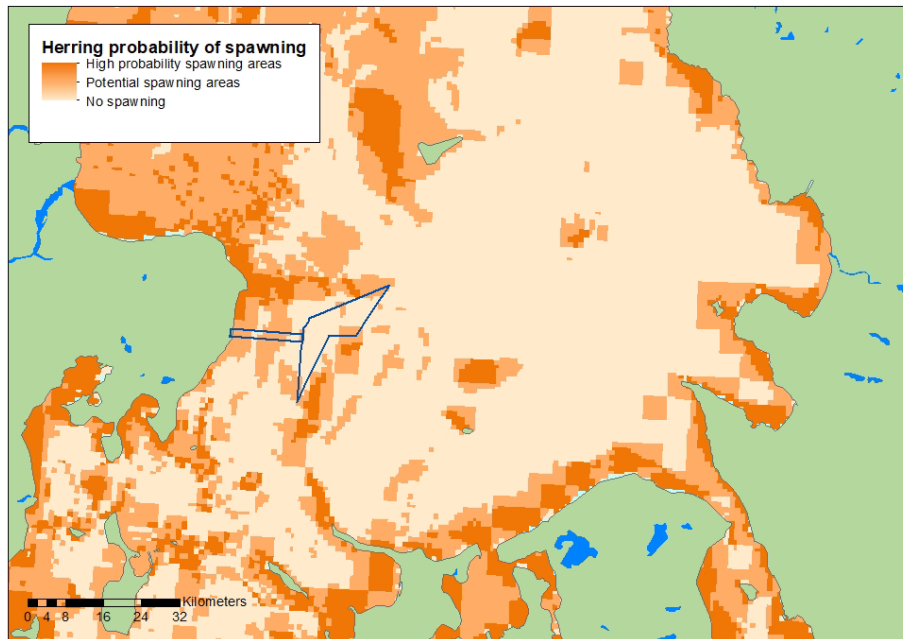 Herring probability of spawning
High probability spawning areas
Potential spawning areas
No spawning
Kilometers
0 4 8 16 24 32